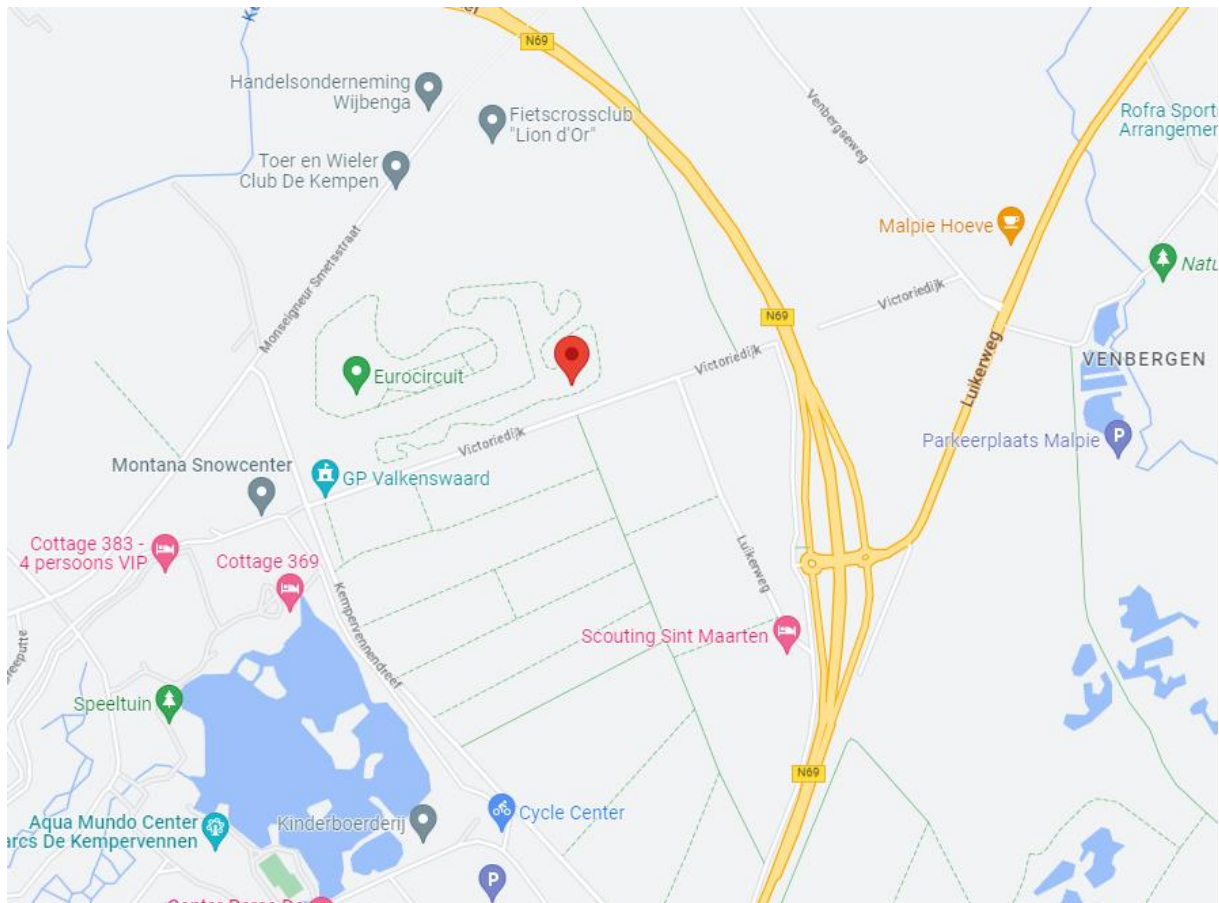 N69
Handelsonderneming
Wijbenga
Fietscrossclub
"Lion d'Or"
Venbergseweg
Rofra Sport
Arrangemen
Toer en Wieler
Club De Kempen
Malpie Hoeve
Monseigneur Smetsstraat
Natu
Victoriedijk
N69
Victoriedijk
Luikerweg
VENBERGEN
Eurocircuit
Victoriedijk
Parkeerplaats Malpie
P
Montana Snowcenter
GP Valkenswaard
Cottage 383 -
4 persoons VIP
Cottage 369
Luikerweg
Kempervennendreef
Scouting Sint Maarten
Breeputte
Speeltuin
N69
Cycle Center
Kinderboerderij
Aqua Mundo Center
arcs De Kempervennen
P